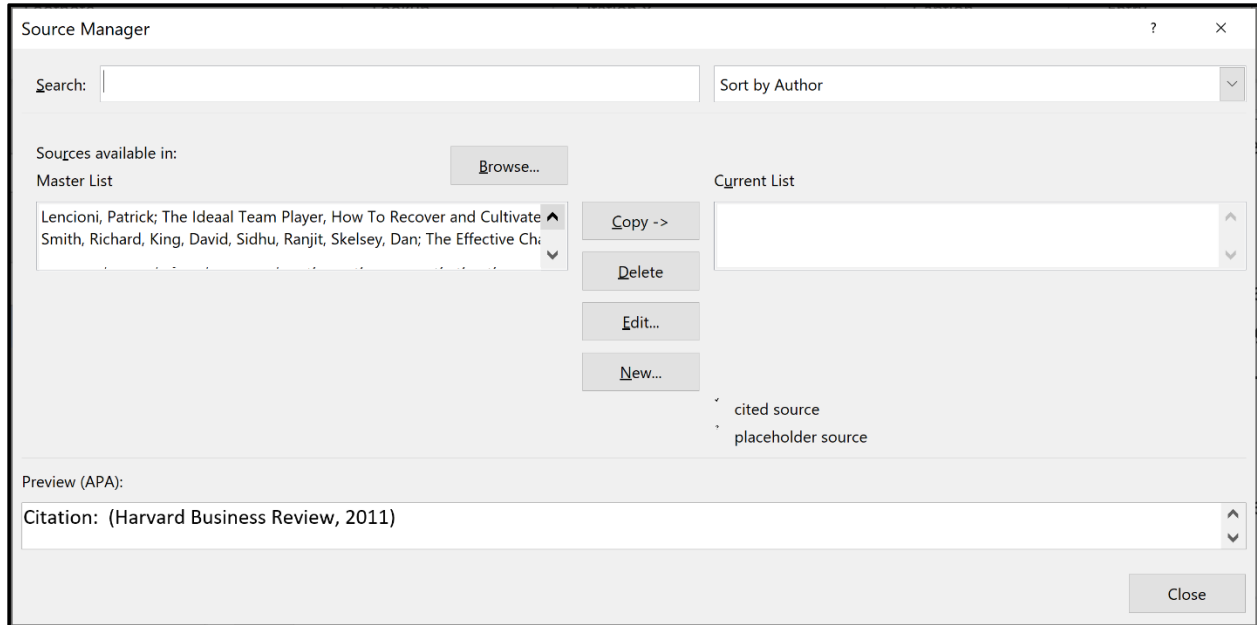 Source Manager ?
Search:
Sort by Author
Sources available in:
Browse...
Master List
Current List
Lencioni, Patrick; The Ideaal Team Player, How To Recover and Cultivate
Smith, Richard, King, David, Sidhu, Ranjit, Skelsey, Dan; The Effective Cha
Copy ->
Delete
Edit...
New...
cited source
placeholder source
Preview (APA):
Citation: (Harvard Business Review, 2011)
Close